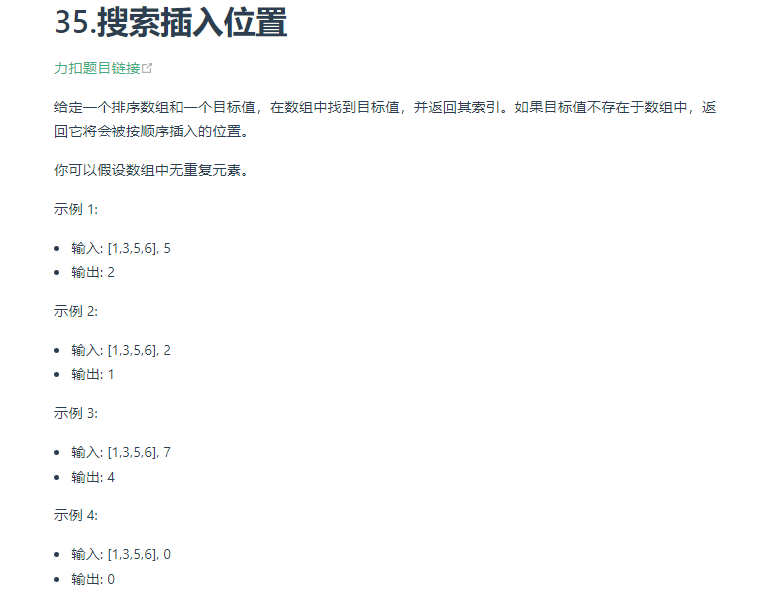 35.搜索插入位置
力扣题目链接
给定一个排序数组和一个目标值，在数组中找到目标值，并返回其索引。如果目标值不存在于数组中，返
回它将会被按顺序插入的位置。
你可以假设数组中无重复元素。
示例 1:
输入: [1,3,5,6], 5
输出: 2
示例 2:
输入: [1,3,5,6], 2
输出: 1
示例 3:
输入: [1,3,5,6], 7
输出: 4
示例 4:
输入: [1,3,5,6], 0
输出: 0